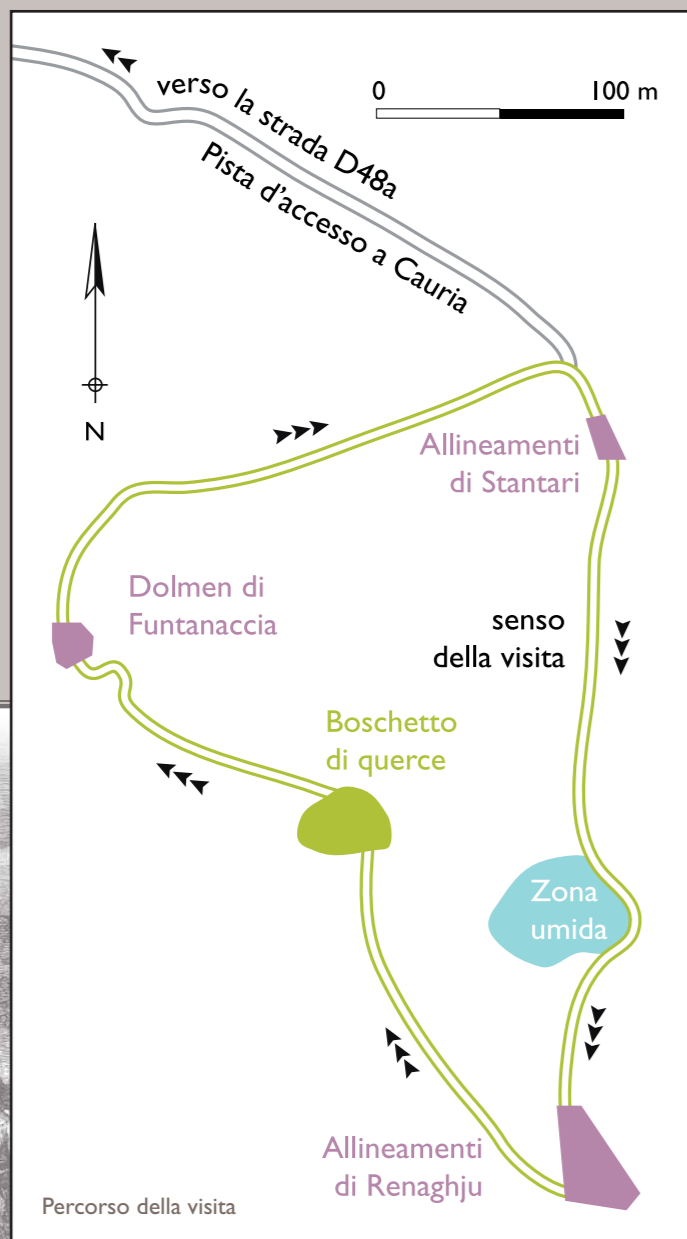 verso la strada D48a
Pista d'accesso a Cauria
0 100 m
N
Allineamenti
di Stantari
Dolmen di
Funtanaccia
senso
della visita
Boschetto
di querce
Zona
umida
Allineamenti
di Renaghju
Percorso della visita